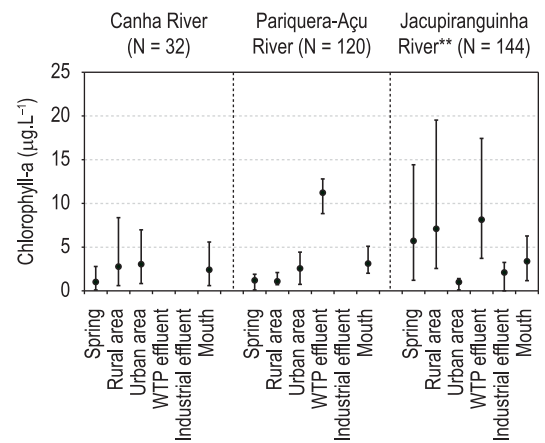 Canha River
(N = 32)
Pariquera-Açu
River (N = 120)
Jacupiranguinha
River** (N = 144)
Chlorophyll-a (µg.L⁻¹)
25
20
15
10
5
0
Spring
Rural area
Urban area
WTP effluent
Industrial effluent
Mouth
Spring
Rural area
Urban area
WTP effluent
Industrial effluent
Mouth
Spring
Rural area
Urban area
WTP effluent
Industrial effluent
Mouth